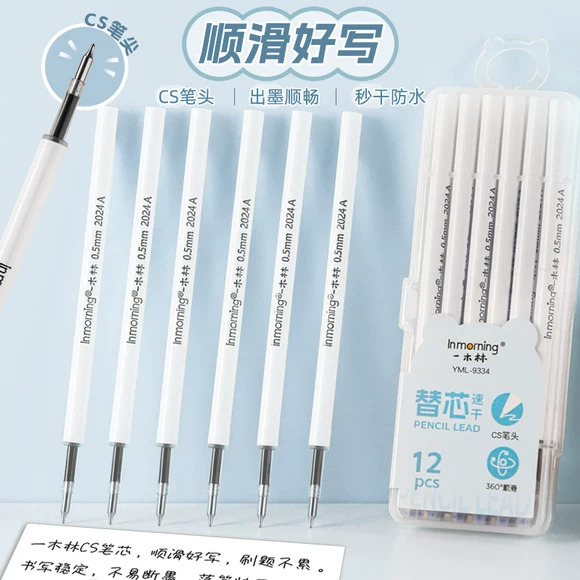 CS笔尖
顺滑好写
CS笔头 | 出墨顺畅 | 秒干防水
Inmorning®一木林 0.5mm 2024 A
Inmorning®一木林 0.5mm 2024 A
Inmorning®一木林 0.5mm 2024 A
Inmorning®一木林 0.5mm 2024 A
Inmorning®一木林 0.5mm 2024 A
Inmorning®一木林 0.5mm 2024 A
Inmorning®
一木林
YML-9334
替芯速干
PENCIL LEAD
CS笔头
12
pcs
360°顺滑
一木林CS笔芯，顺滑好写，刷题不累。
书写稳定，不易断墨